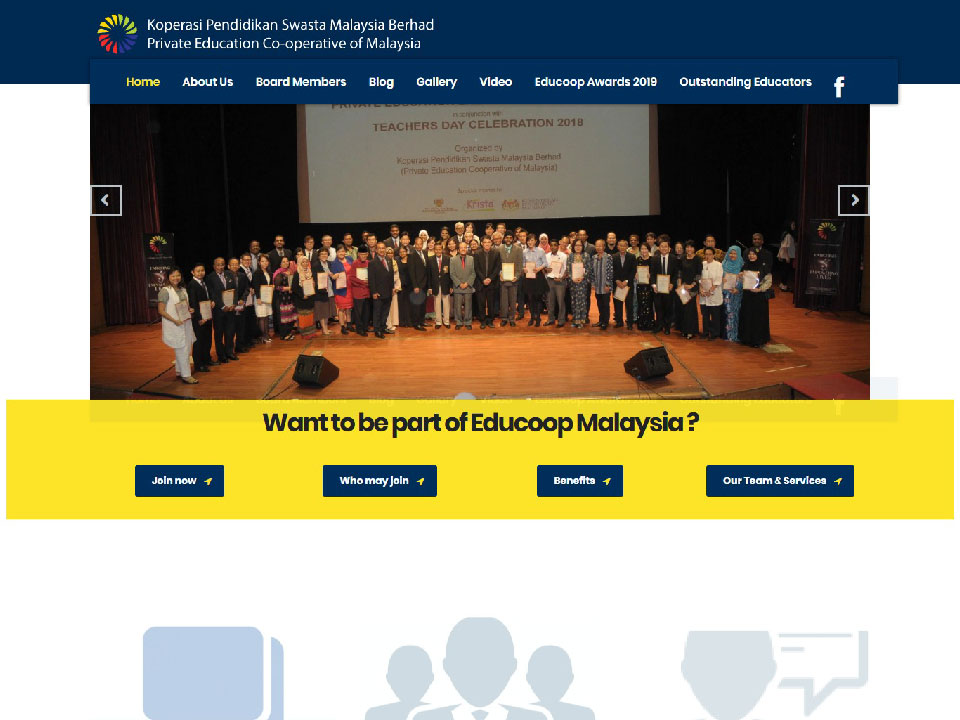 Koperasi Pendidikan Swasta Malaysia Berhad
Private Education Co-operative of Malaysia
Home About Us Board Members Blog Gallery Video Educoop Awards 2019 Outstanding Educators f
PRIVATE EDUCATION
TEACHERS DAY CELEBRATION 2018
Organized by
Koperasi Pendidikan Swasta Malaysia Berhad
(Private Education Cooperative of Malaysia)
Want to be part of Educoop Malaysia ?
Join now Who may join Benefits Our Team & Services